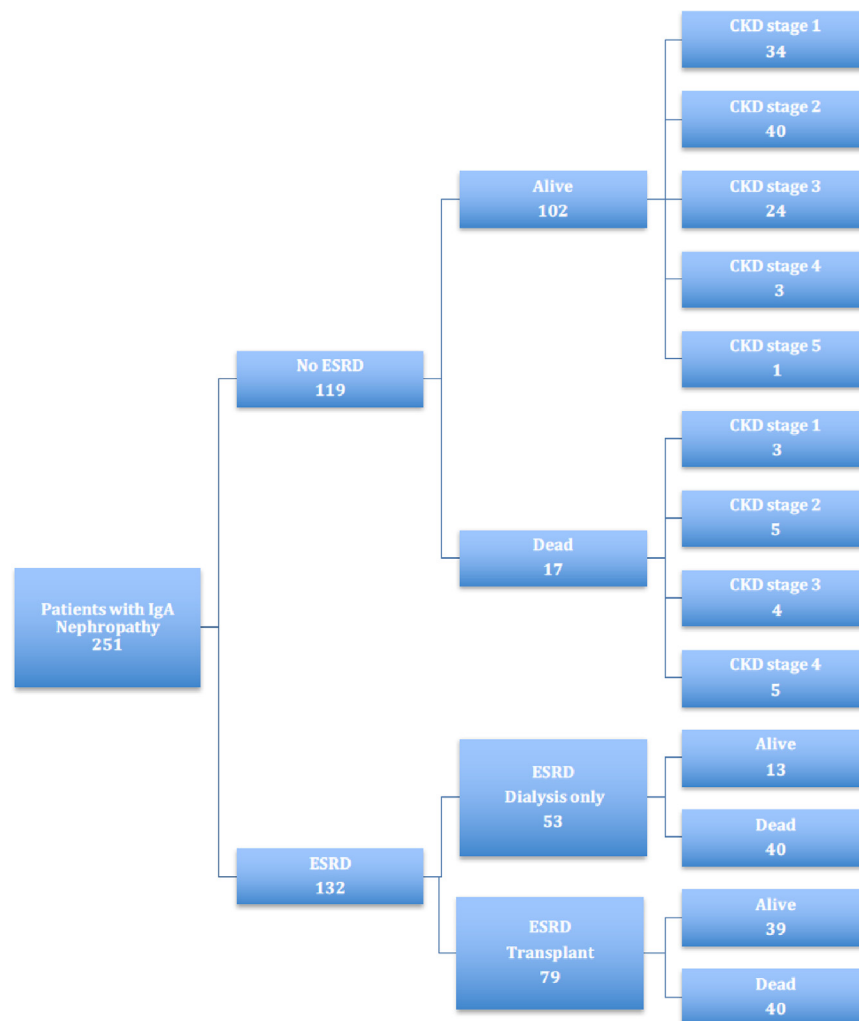 Patients with IgA
Nephropathy
251
No ESRD
119
Alive
102
CKD stage 1
34
CKD stage 2
40
CKD stage 3
24
CKD stage 4
3
CKD stage 5
1
Dead
17
CKD stage 1
3
CKD stage 2
5
CKD stage 3
4
CKD stage 4
5
ESRD
132
ESRD
Dialysis only
53
Alive
13
Dead
40
ESRD
Transplant
79
Alive
39
Dead
40